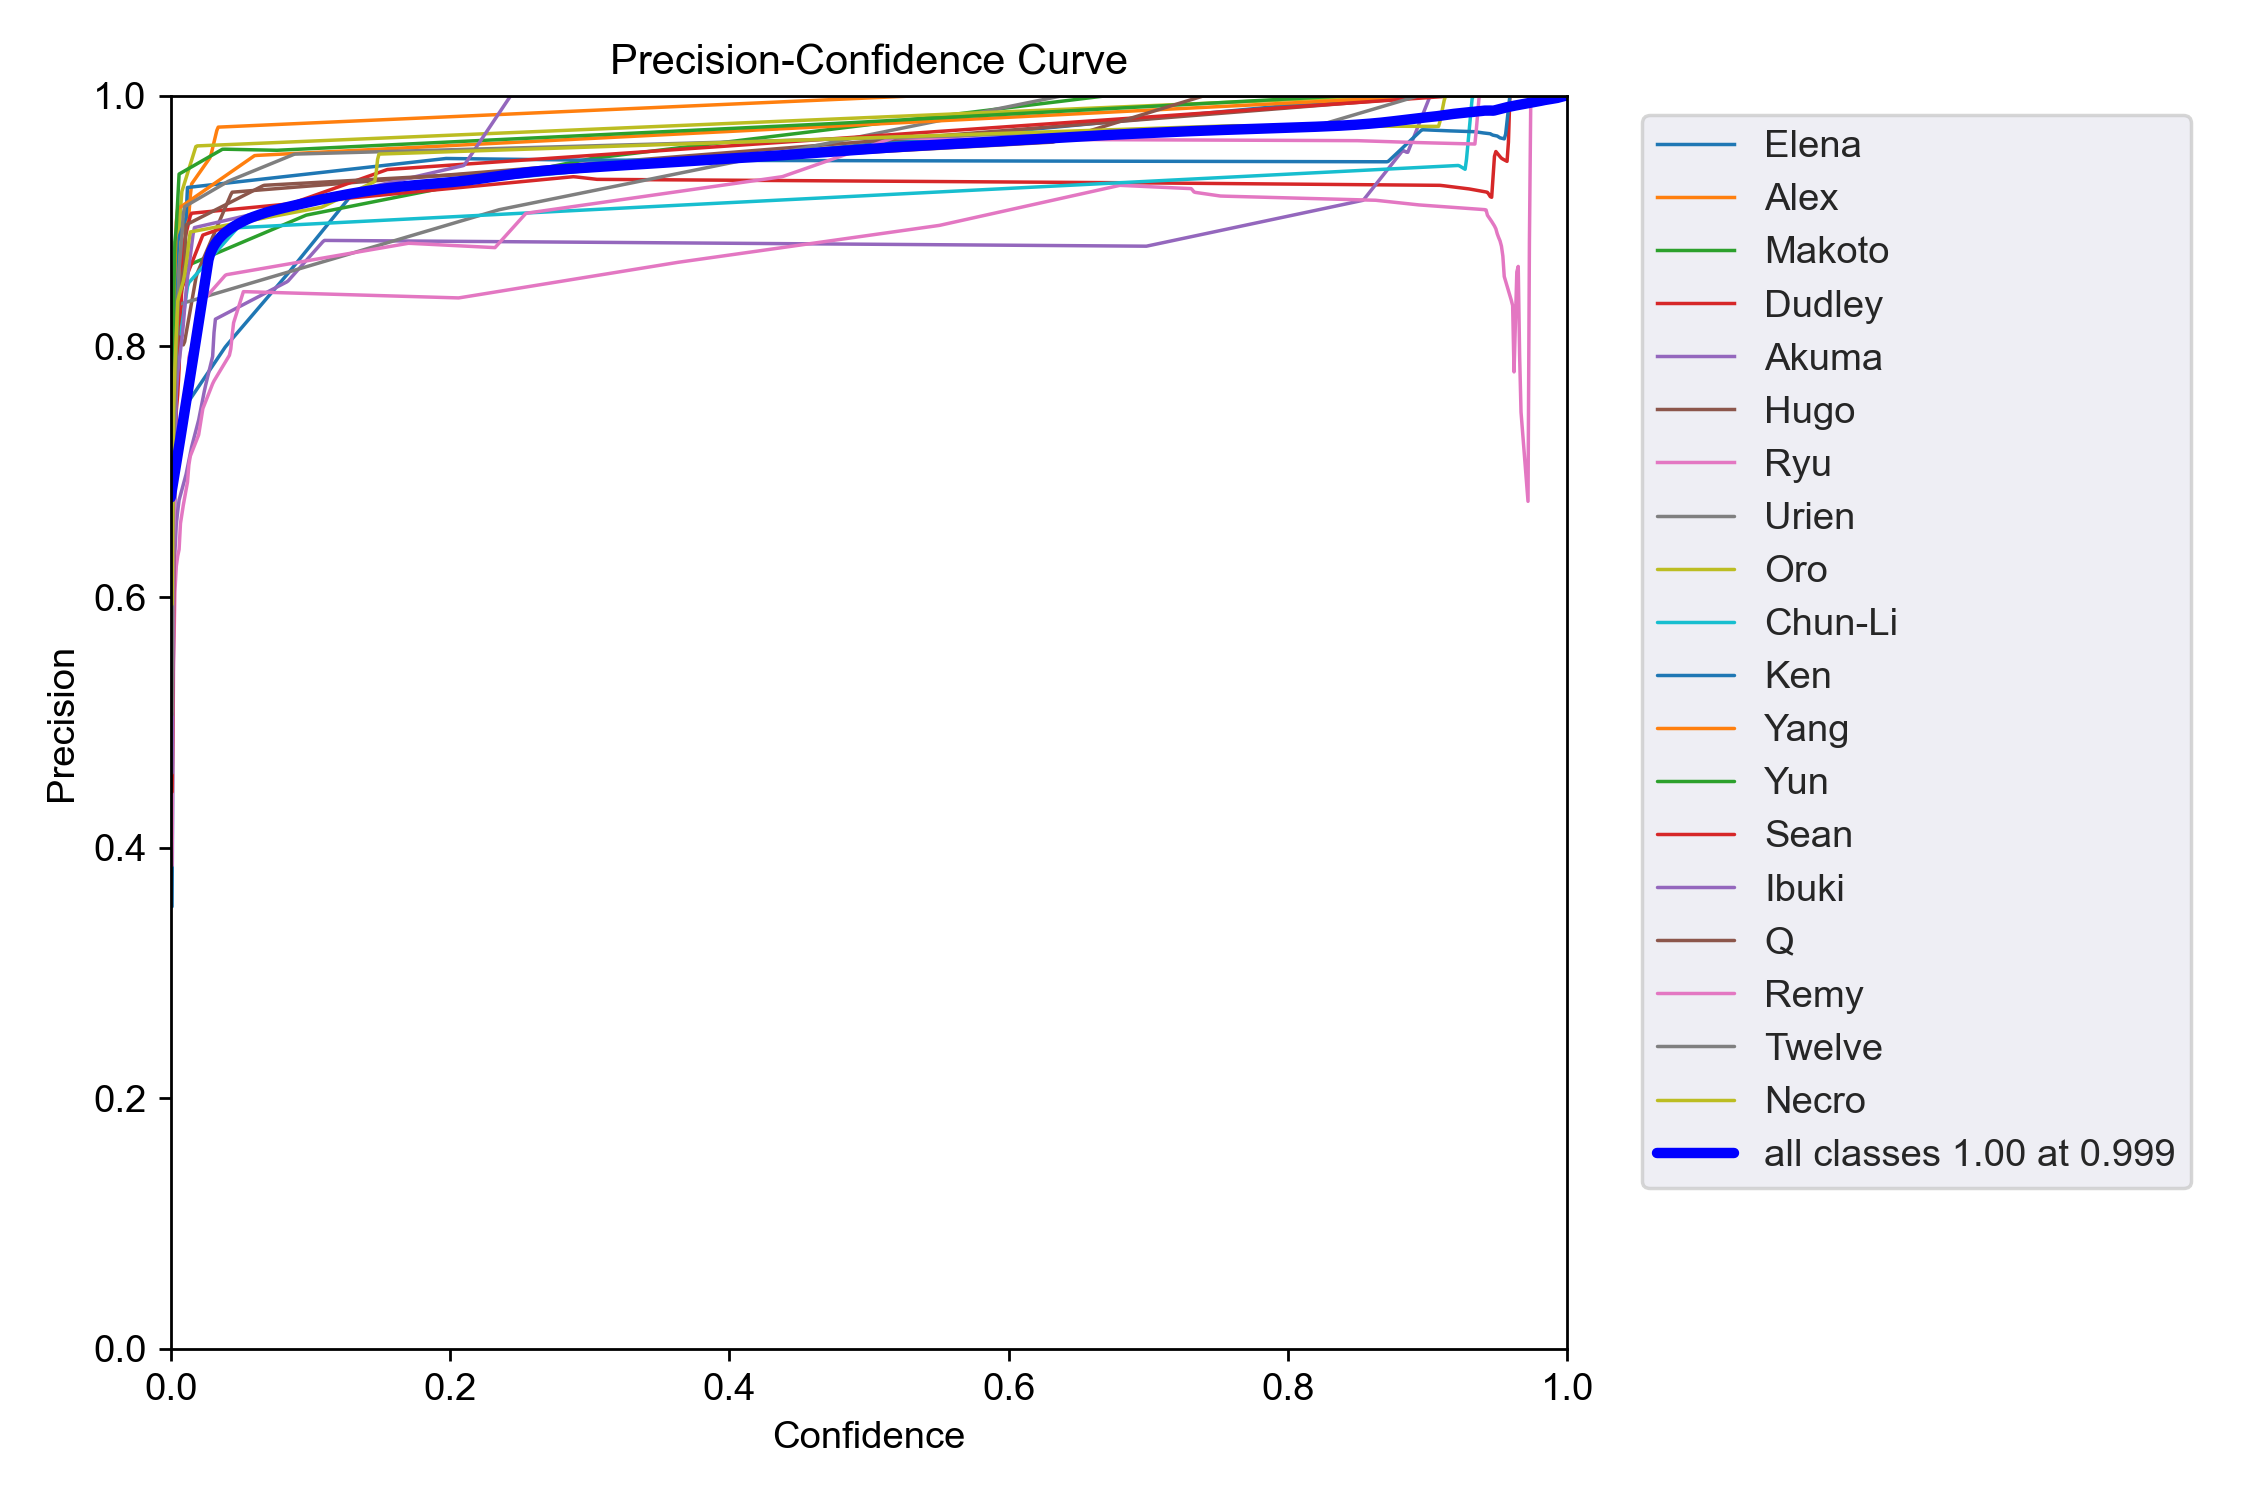 Precision-Confidence Curve
1.0
0.8
0.6
0.4
0.2
0.0
Precision
0.0 0.2 0.4 0.6 0.8 1.0
Confidence
Elena
Alex
Makoto
Dudley
Akuma
Hugo
Ryu
Urien
Oro
Chun-Li
Ken
Yang
Yun
Sean
Ibuki
Q
Remy
Twelve
Necro
all classes 1.00 at 0.999